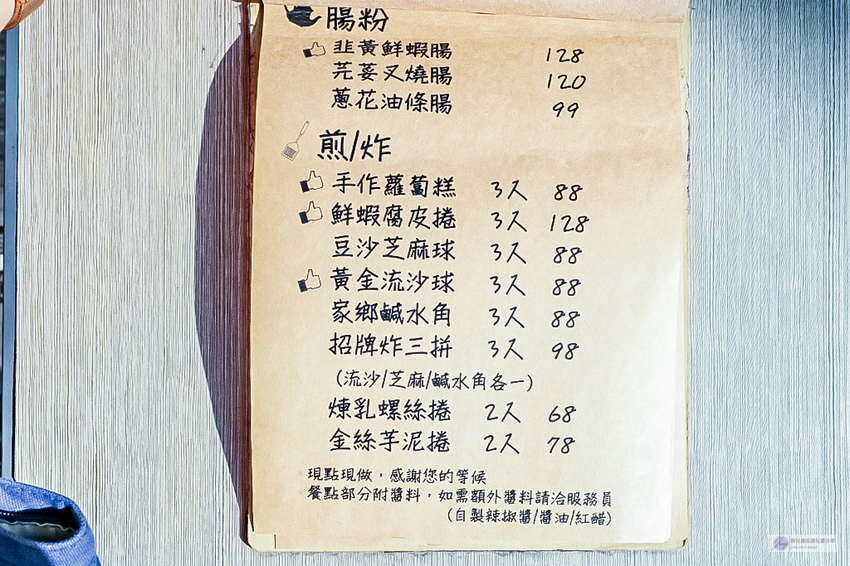 腸粉
韭黃鮮蝦腸 128
芫荽叉燒腸 120
蔥花油條腸 99
煎/炸
手作蘿蔔糕 3入 88
鮮蝦腐皮捲 3入 128
豆沙芝麻球 3入 88
黃金流沙球 3入 88
家鄉鹹水角 3入 88
招牌炸三拼 3入 98
(流沙/芝麻/鹹水角各一)
煉乳螺絲捲 2入 68
金絲芋泥捲 2入 78
現點現做，感謝您的等候
餐點部分附醬料，如需額外醬料請洽服務員
(自製辣椒醬/醬油/紅醋)